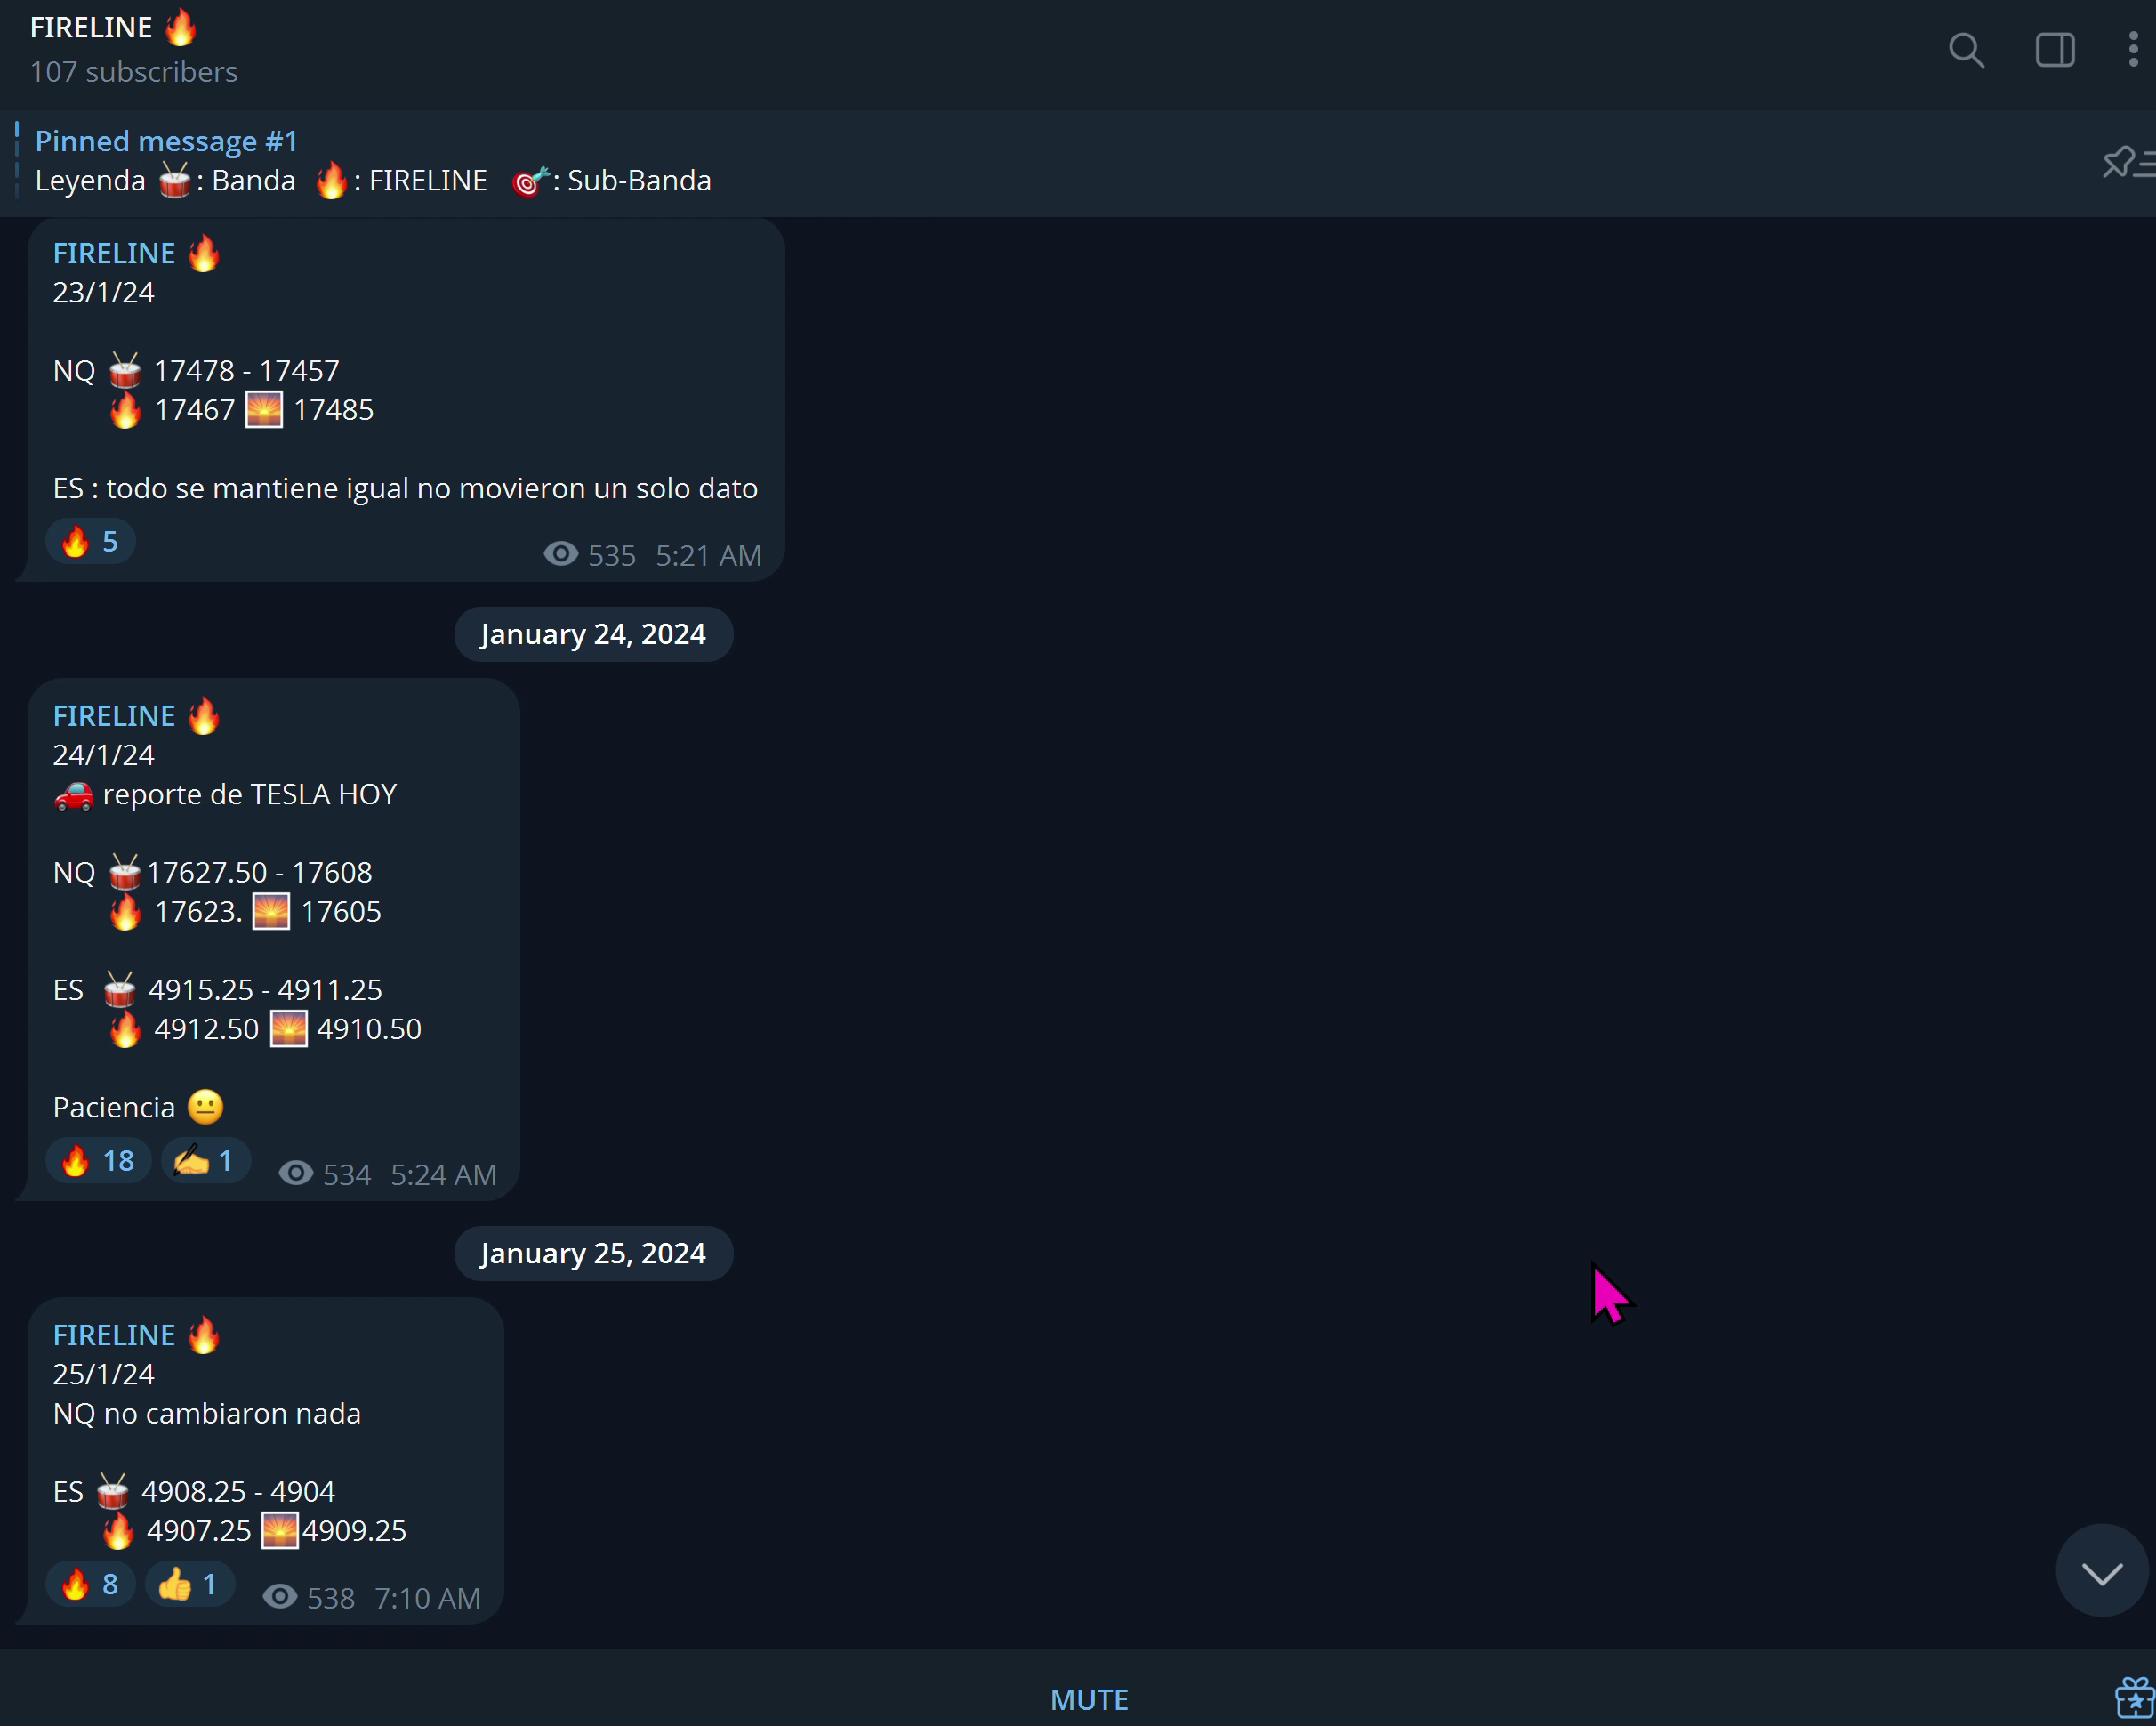 FIRELINE 🔥
107 subscribers
Pinned message #1
Leyenda 🥁: Banda 🔥: FIRELINE 🎯: Sub-Banda
FIRELINE 🔥
23/1/24
NQ 🥁 17478 - 17457
🔥 17467 🌅 17485
ES : todo se mantiene igual no movieron un solo dato
🔥 5
535 5:21 AM
January 24, 2024
FIRELINE 🔥
24/1/24
🚗 reporte de TESLA HOY
NQ 🥁17627.50 - 17608
🔥 17623. 🌅 17605
ES 🥁 4915.25 - 4911.25
🔥 4912.50 🌅 4910.50
Paciencia 😐
🔥 18 ✍️ 1 534 5:24 AM
January 25, 2024
FIRELINE 🔥
25/1/24
NQ no cambiaron nada
ES 🥁 4908.25 - 4904
🔥 4907.25 🌅4909.25
🔥 8 👍 1 538 7:10 AM
MUTE